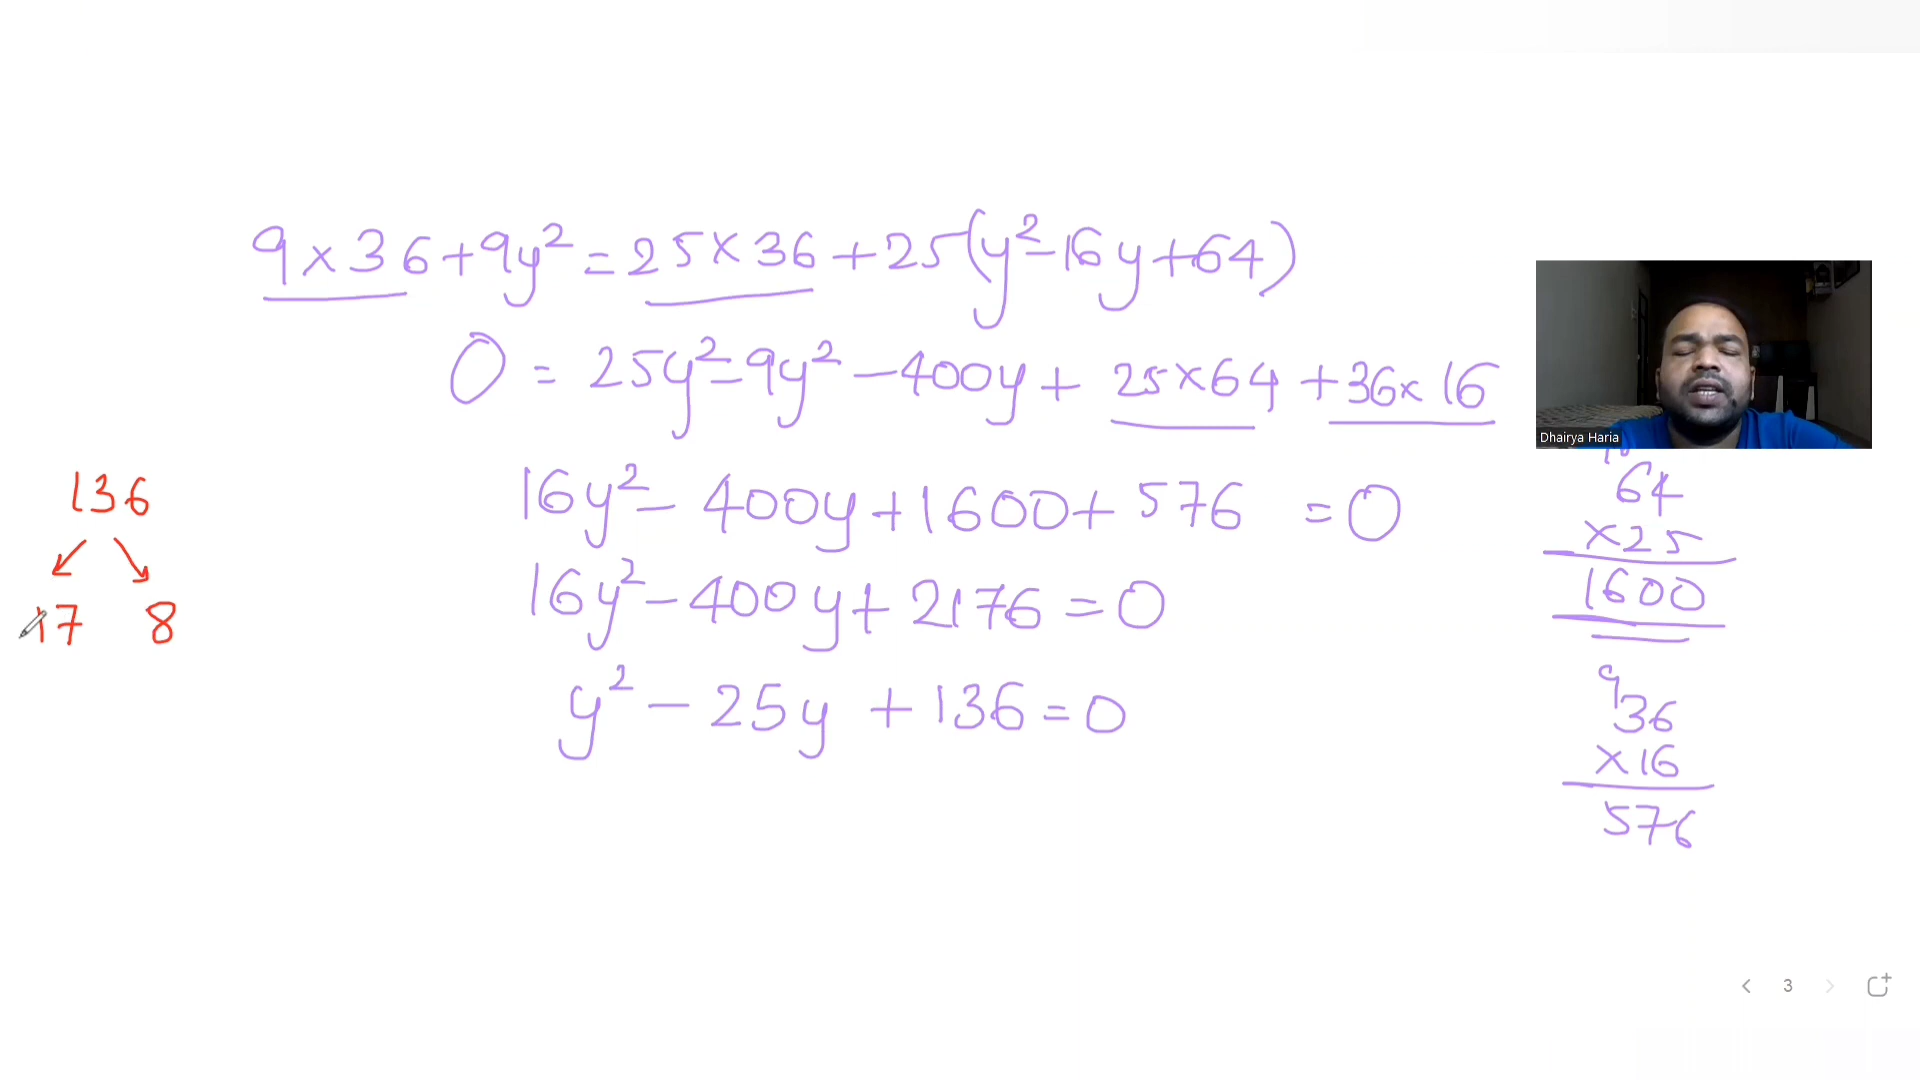 9 × 36 + 9y² = 25 × 36 + 25(y² - 16y + 64)
0 = 25y² - 9y² - 400y + 25 × 64 + 36 × 16
Dhairya Haria
16y² - 400y + 1600 + 576 = 0
16y² - 400y + 2176 = 0
y² - 25y + 136 = 0
136
17 8
64
× 25
1600
9
36
× 16
576
3